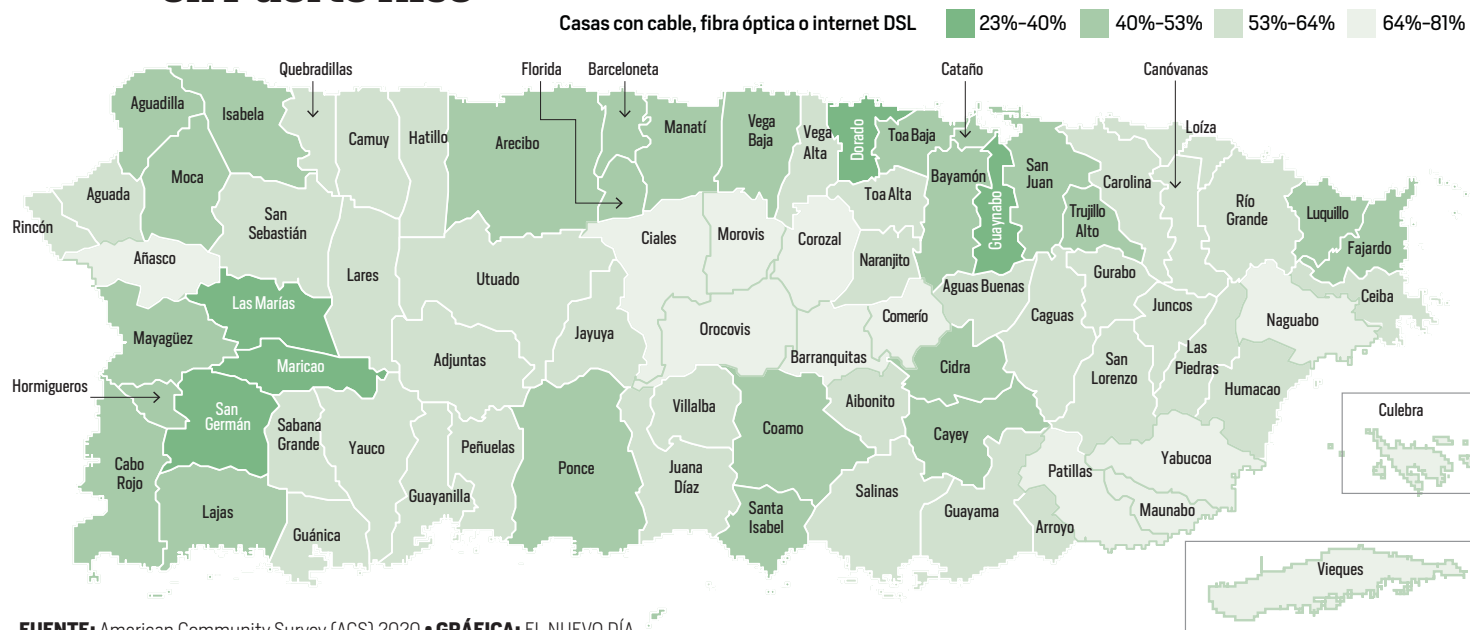 en Puerto Rico
Casas con cable, fibra óptica o internet DSL
23%–40%
40%–53%
53%–64%
64%–81%
Quebradillas
Florida
Barceloneta
Cataño
Canóvanas
Aguadilla
Isabela
Camuy
Hatillo
Arecibo
Manatí
Vega
Baja
Vega
Alta
Dorado
Toa Baja
Loíza
Moca
Aguada
Rincón
San
Sebastián
Bayamón
San
Juan
Carolina
Toa Alta
Guaynabo
Trujillo
Alto
Río
Grande
Luquillo
Fajardo
Añasco
Lares
Utuado
Ciales
Morovis
Corozal
Naranjito
Aguas Buenas
Gurabo
Ceiba
Las Marías
Mayagüez
Maricao
Adjuntas
Jayuya
Orocovis
Barranquitas
Comerío
Caguas
Juncos
Naguabo
Hormigueros
San
Germán
Sabana
Grande
Yauco
Peñuelas
Villalba
Coamo
Aibonito
Cidra
Cayey
San
Lorenzo
Las
Piedras
Humacao
Culebra
Cabo
Rojo
Lajas
Guánica
Guayanilla
Ponce
Juana
Díaz
Santa
Isabel
Salinas
Guayama
Arroyo
Patillas
Yabucoa
Maunabo
Vieques
FUENTE: American Community Survey (ACS) 2020 • GRÁFICA: EL NUEVO DÍA